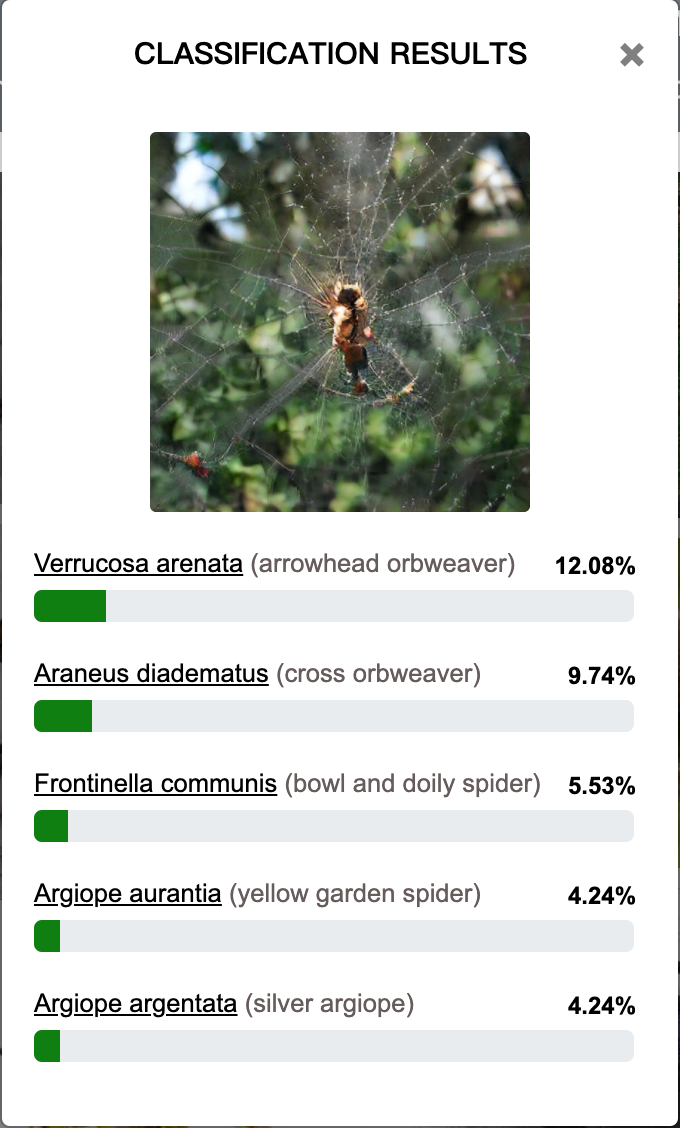 CLASSIFICATION RESULTS ✖
Verrucosa arenata (arrowhead orbweaver) 12.08%
Araneus diadematus (cross orbweaver) 9.74%
Frontinella communis (bowl and doily spider) 5.53%
Argiope aurantia (yellow garden spider) 4.24%
Argiope argentata (silver argiope) 4.24%